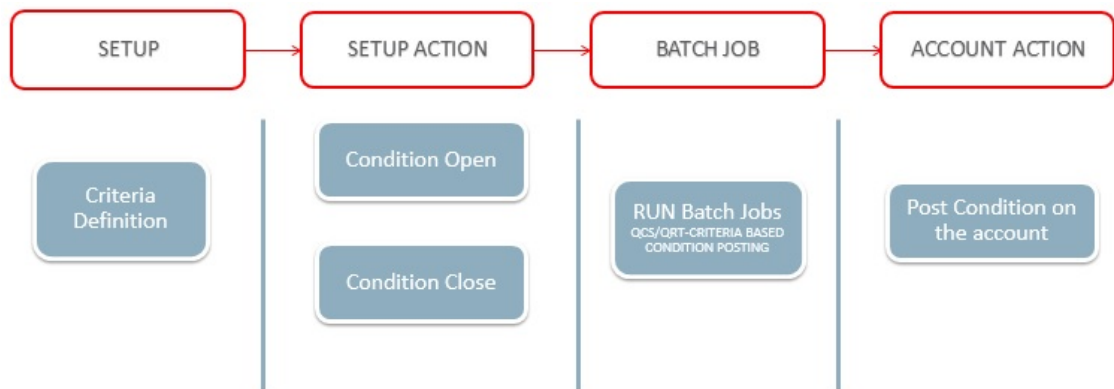 SETUP
SETUP ACTION
BATCH JOB
ACCOUNT ACTION
Criteria
Definition
Condition Open
Condition Close
RUN Batch Jobs
QCS/QRT-CRITERIA BASED
CONDITION POSTING
Post Condition on
the account